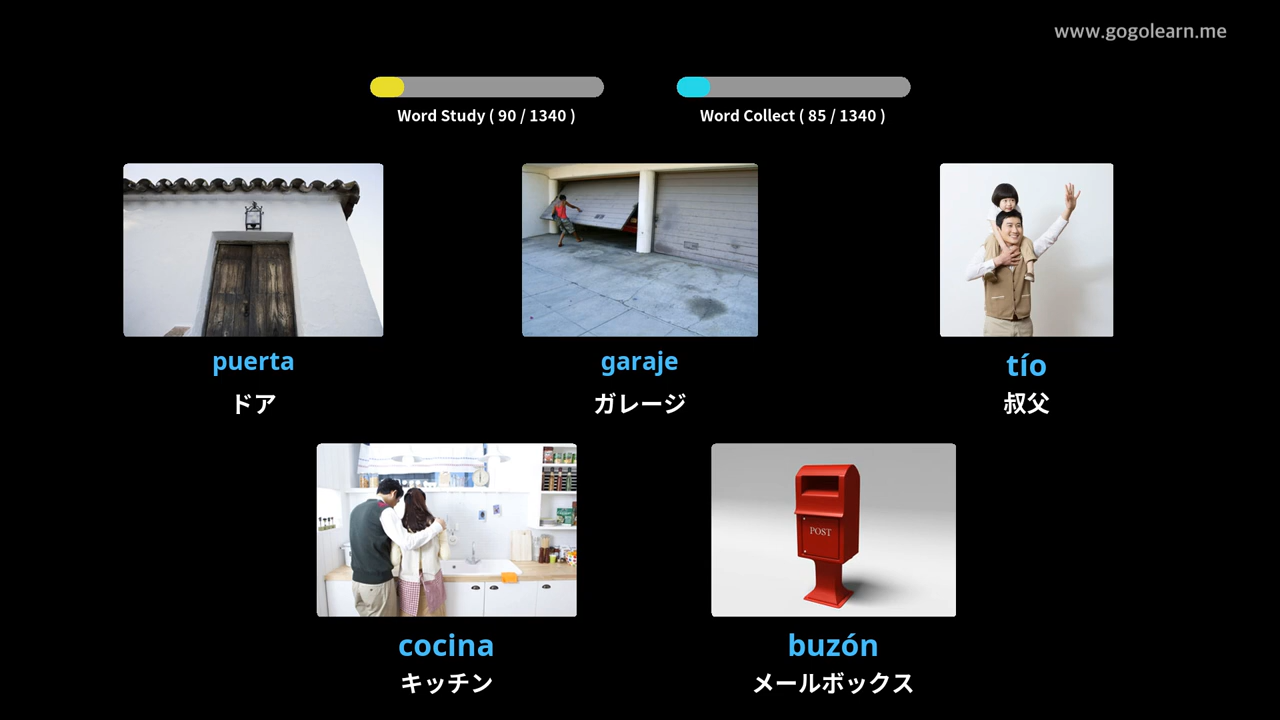 www.gogolearn.me
Word Study ( 90 / 1340 )
Word Collect ( 85 / 1340 )
puerta
ドア
garaje
ガレージ
tío
叔父
cocina
キッチン
POST
buzón
メールボックス